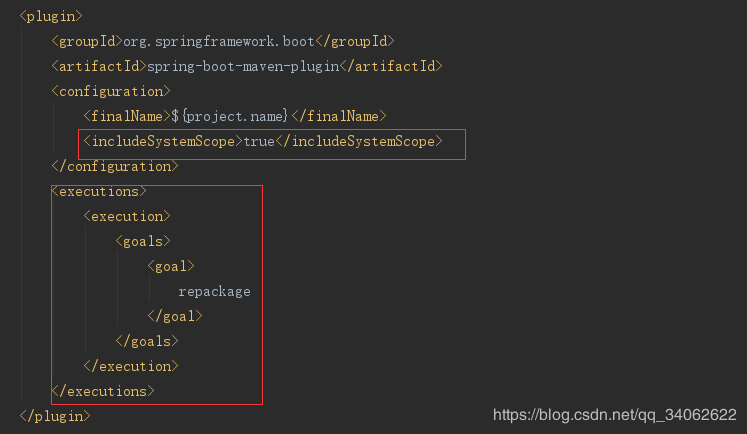 <plugin>
<groupId>org.springframework.boot</groupId>
<artifactId>spring-boot-maven-plugin</artifactId>
<configuration>
<finalName>${project.name}</finalName>
<includeSystemScope>true</includeSystemScope>
</configuration>
<executions>
<execution>
<goals>
<goal>
repackage
</goal>
</goals>
</execution>
</executions>
</plugin>
https://blog.csdn.net/qq_34062622